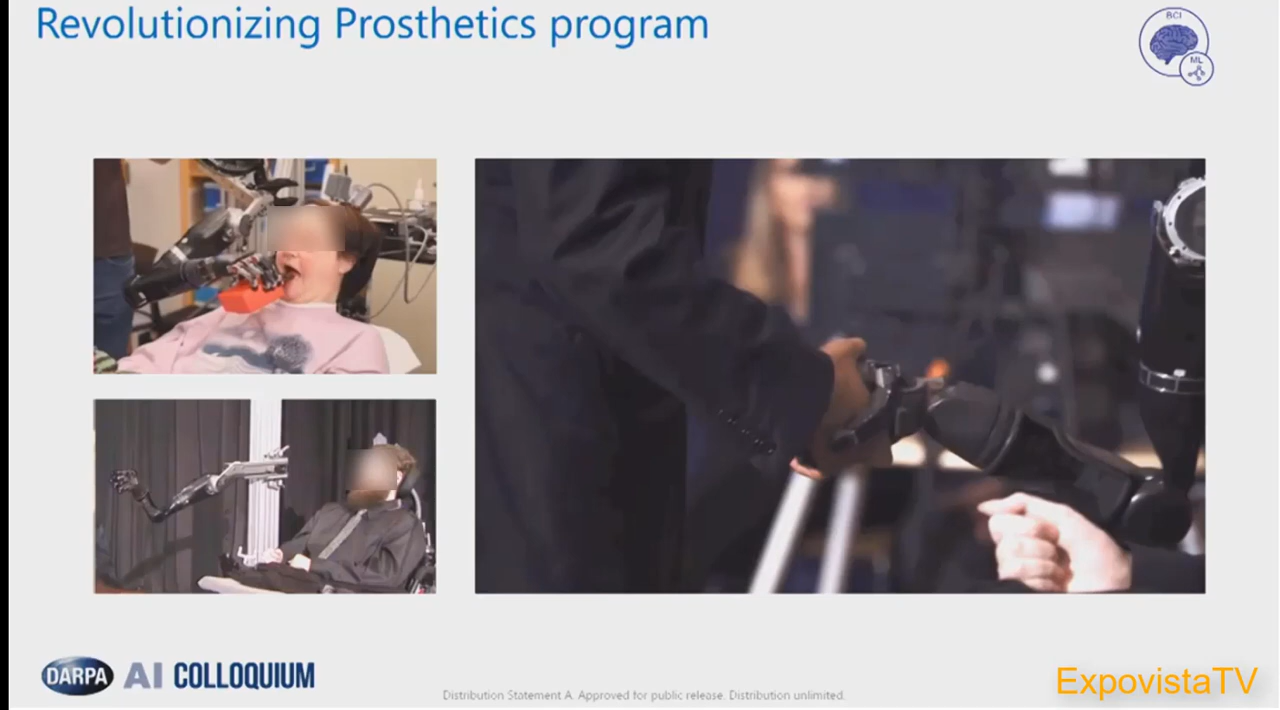 Revolutionizing Prosthetics program
BCI
ML
DARPA AI COLLOQUIUM
Distribution Statement A. Approved for public release. Distribution unlimited.
ExpovistaTV